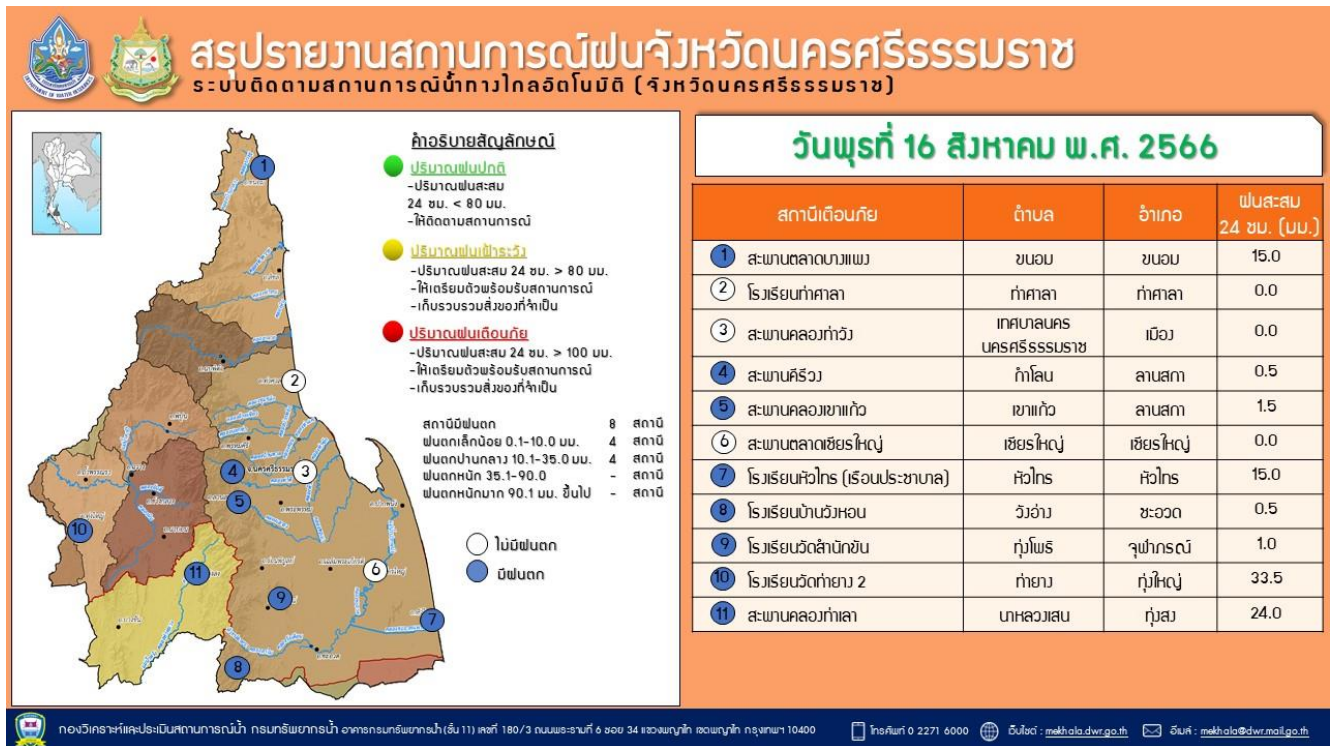 สรุปรายงานสถานการณ์ฝนจังหวัดนครศรีธรรมราช
ระบบติดตามสถานการณ์น้ำทางไกลอัตโนมัติ (จังหวัดนครศรีธรรมราช)
คำอธิบายสัญลักษณ์
ปริมาณฝนปกติ
-ปริมาณฝนสะสม
24 ชม. < 80 มม.
-ให้ติดตามสถานการณ์
ปริมาณฝนเฝ้าระวัง
-ปริมาณฝนสะสม 24 ชม. > 80 มม.
-ให้เตรียมตัวพร้อมรับสถานการณ์
-เก็บรวบรวมสิ่งของที่จำเป็น
ปริมาณฝนเตือนภัย
-ปริมาณฝนสะสม 24 ชม. > 100 มม.
-ให้เตรียมตัวพร้อมรับสถานการณ์
-เก็บรวบรวมสิ่งของที่จำเป็น
สถานีมีฝนตก 8 สถานี
ฝนตกเล็กน้อย 0.1-10.0 มม. 4 สถานี
ฝนตกปานกลาง 10.1-35.0 มม. 4 สถานี
ฝนตกหนัก 35.1-90.0 - สถานี
ฝนตกหนักมาก 90.1 มม. ขึ้นไป - สถานี
ไม่มีฝนตก
มีฝนตก
1
2
3
4
5
6
7
8
9
10
11
วันพุธที่ 16 สิงหาคม พ.ศ. 2566
สถานีเตือนภัย ตำบล อำเภอ ฝนสะสม
24 ชม. (มม.)
1 สะพานตลาดบางแพง ขนอม ขนอม 15.0
2 โรงเรียนท่าศาลา ท่าศาลา ท่าศาลา 0.0
3 สะพานคลองท่าวัง เทศบาลนคร
นครศรีธรรมราช เมือง 0.0
4 สะพานคีรีวง กำโลน ลานสกา 0.5
5 สะพานคลองเขาแก้ว เขาแก้ว ลานสกา 1.5
6 สะพานตลาดเชียรใหญ่ เชียรใหญ่ เชียรใหญ่ 0.0
7 โรงเรียนหัวไทร (เรือนประชาบาล) หัวไทร หัวไทร 15.0
8 โรงเรียนบ้านวังหอน วังอ่าง ชะอวด 0.5
9 โรงเรียนวัดสำนักขัน ทุ่งโพธิ จุฬาภรณ์ 1.0
10 โรงเรียนวัดท่ายาง 2 ท่ายาง ทุ่งใหญ่ 33.5
11 สะพานคลองท่าเลา นาหลวงเสน ทุ่งสง 24.0
กองวิเคราะห์และประเมินสถานการณ์น้ำ กรมทรัพยากรน้ำ อาคารกรมทรัพยากรน้ำ (ชั้น 11) เลขที่ 180/3 ถนนพระรามที่ 6 ซอย 34 แขวงพญาไท เขตพญาไท กรุงเทพฯ 10400 โทรศัพท์ 0 2271 6000 เว็บไซต์ : mekhala.dwr.go.th อีเมล์ : mekhala@dwr.mail.go.th